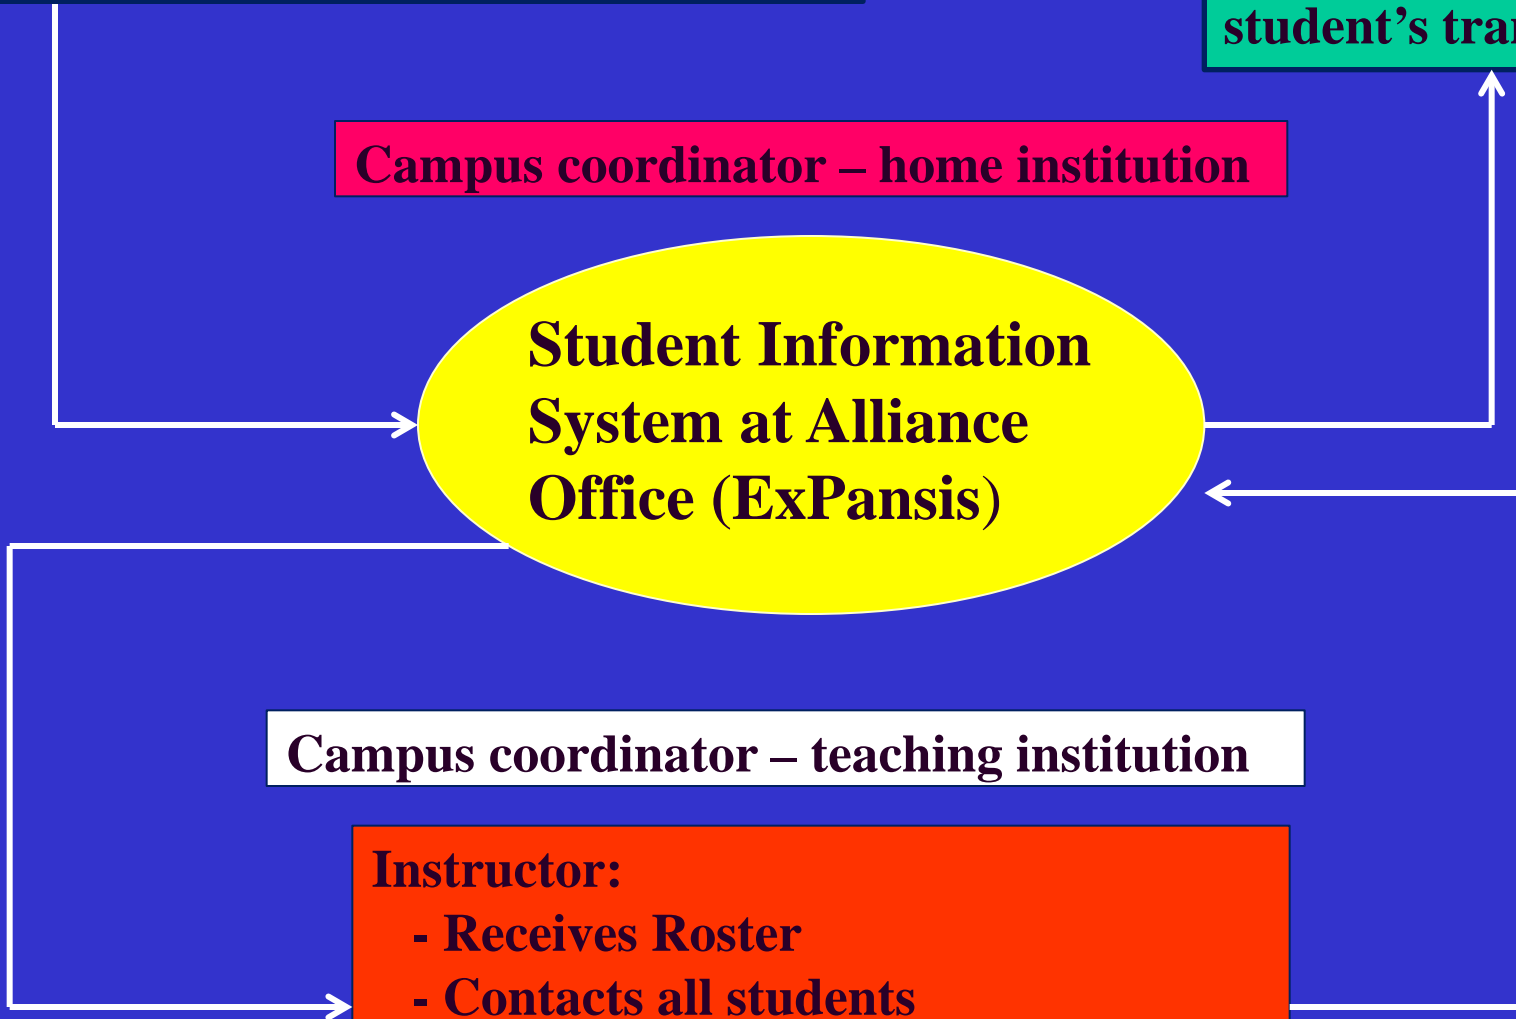 student’s
Campus coordinator – home institution
Student Information
System at Alliance
Office (ExPansis)
Campus coordinator – teaching institution
Instructor:
- Receives Roster
- Contacts all students